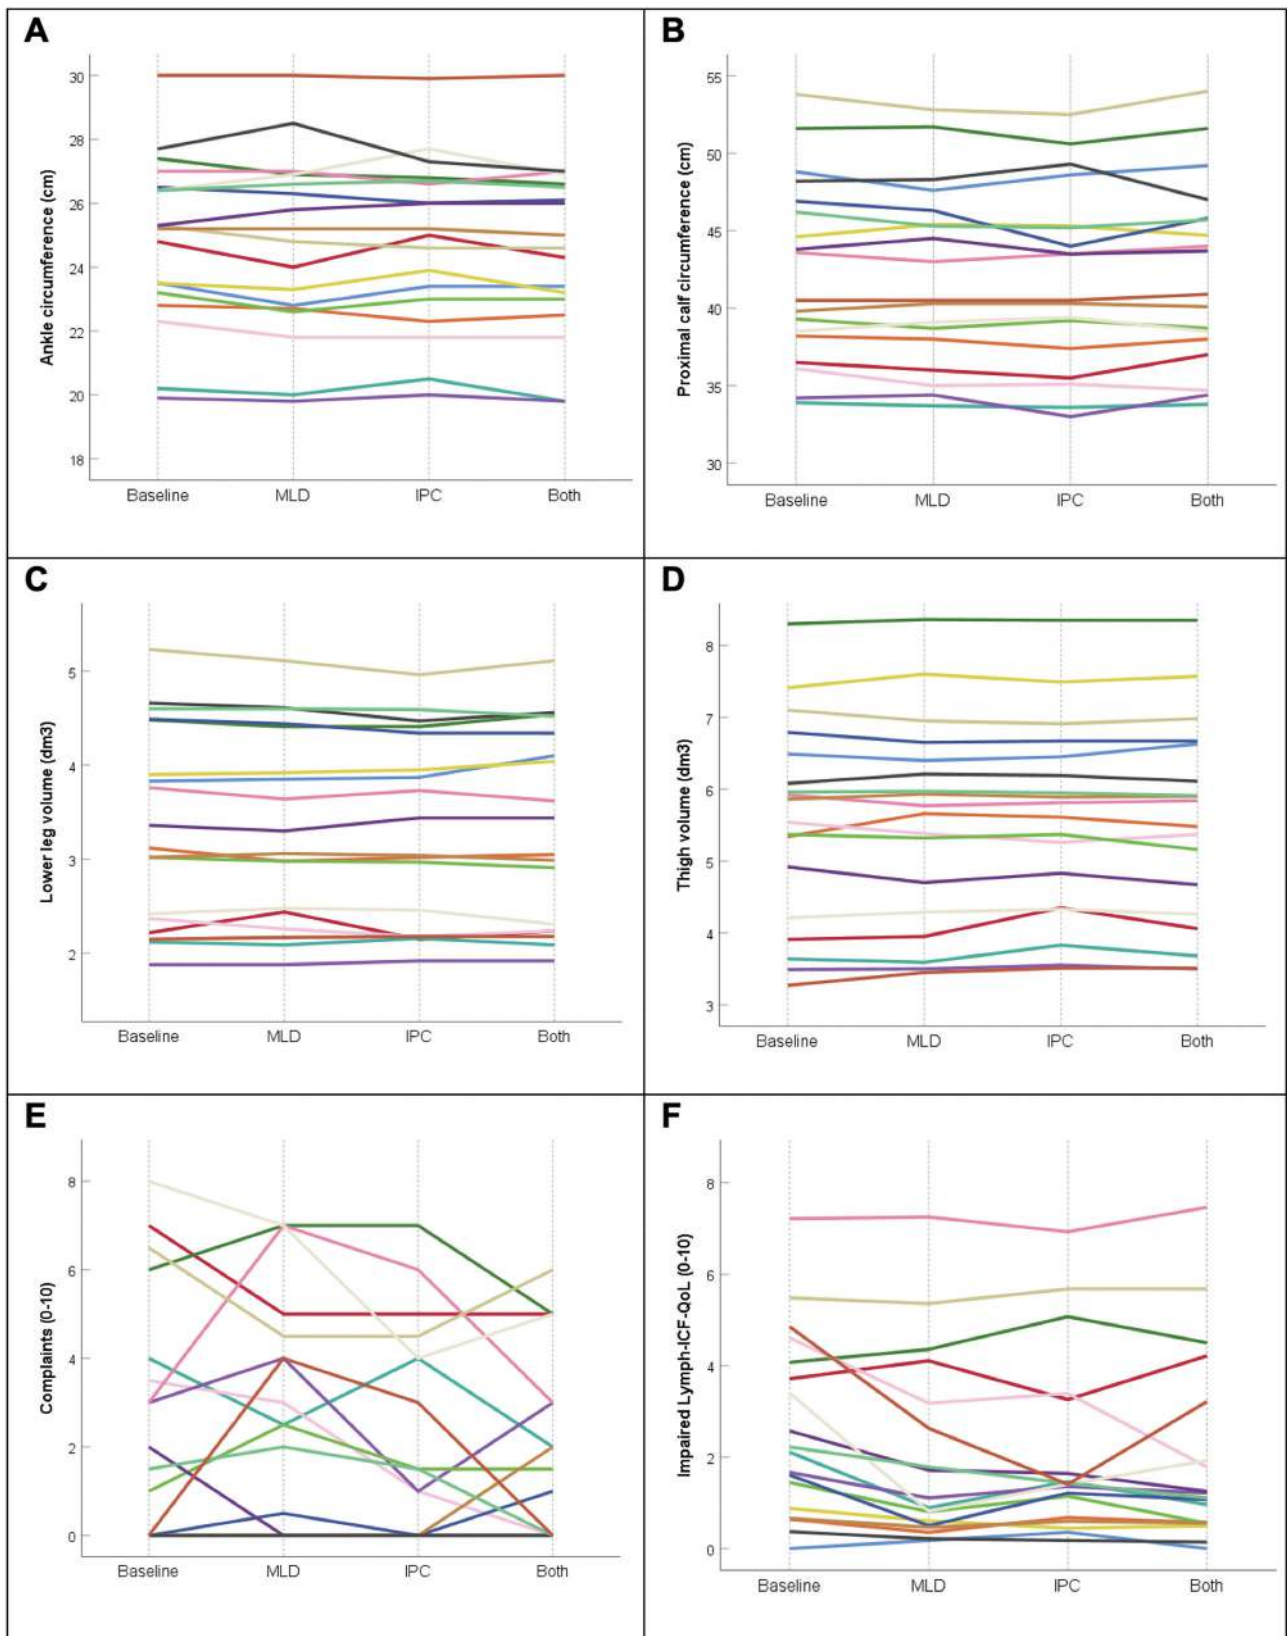 A
Ankle circumference (cm)
30
28
26
24
22
20
18
Baseline MLD IPC Both
B
Proximal calf circumference (cm)
55
50
45
40
35
30
Baseline MLD IPC Both
C
Lower leg volume (dm3)
5
4
3
2
Baseline MLD IPC Both
D
Thigh volume (dm3)
8
7
6
5
4
3
Baseline MLD IPC Both
E
Complaints (0-10)
8
6
4
2
0
Baseline MLD IPC Both
F
Impaired Lymph-ICF-QoL (0-10)
8
6
4
2
0
Baseline MLD IPC Both